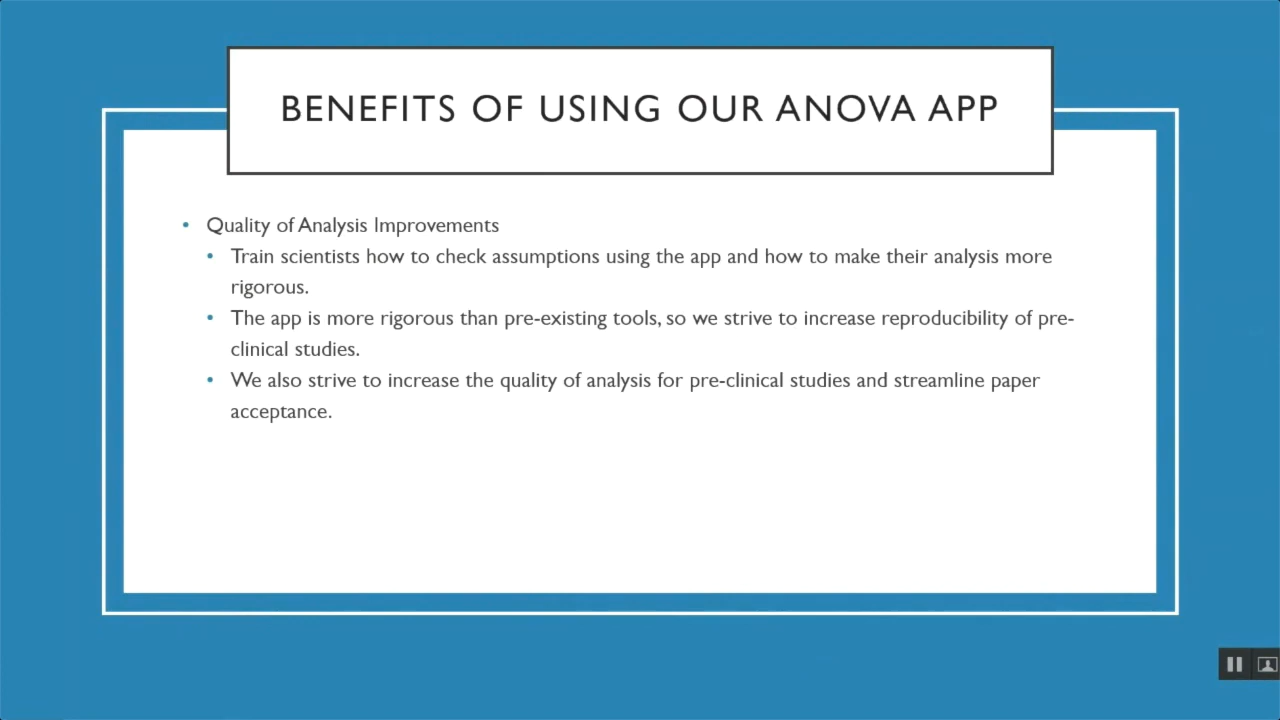 BENEFITS OF USING OUR ANOVA APP
• Quality of Analysis Improvements
• Train scientists how to check assumptions using the app and how to make their analysis more
rigorous.
• The app is more rigorous than pre-existing tools, so we strive to increase reproducibility of pre-
clinical studies.
• We also strive to increase the quality of analysis for pre-clinical studies and streamline paper
acceptance.